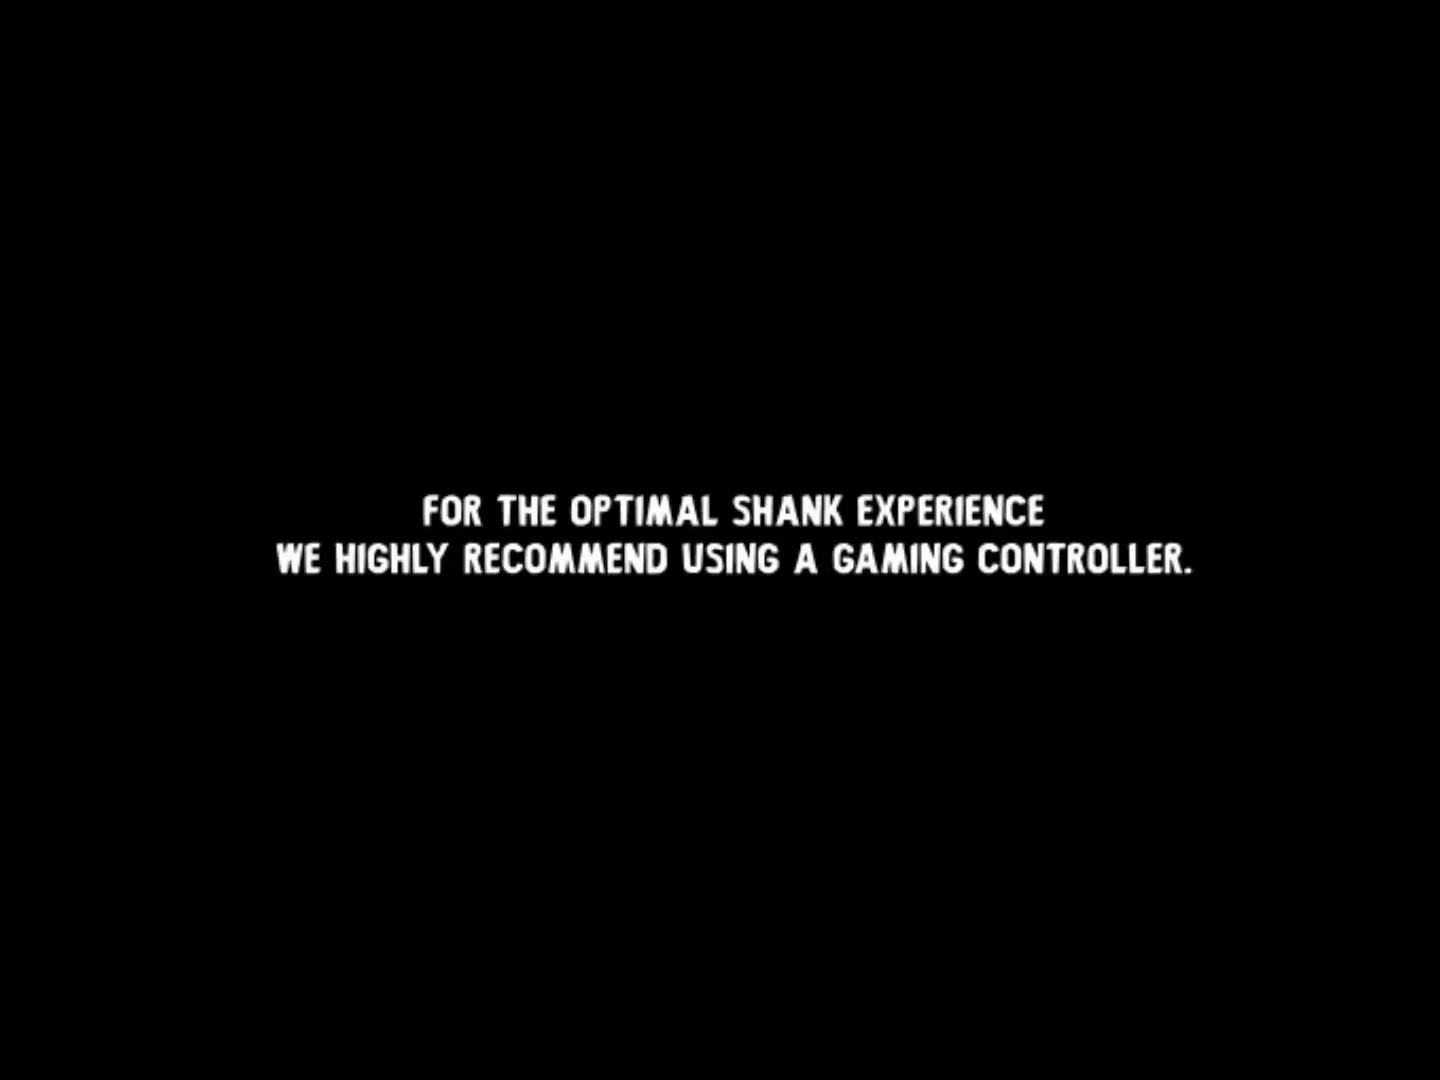 FOR THE OPTIMAL SHANK EXPERIENCE
WE HIGHLY RECOMMEND USING A GAMING CONTROLLER.